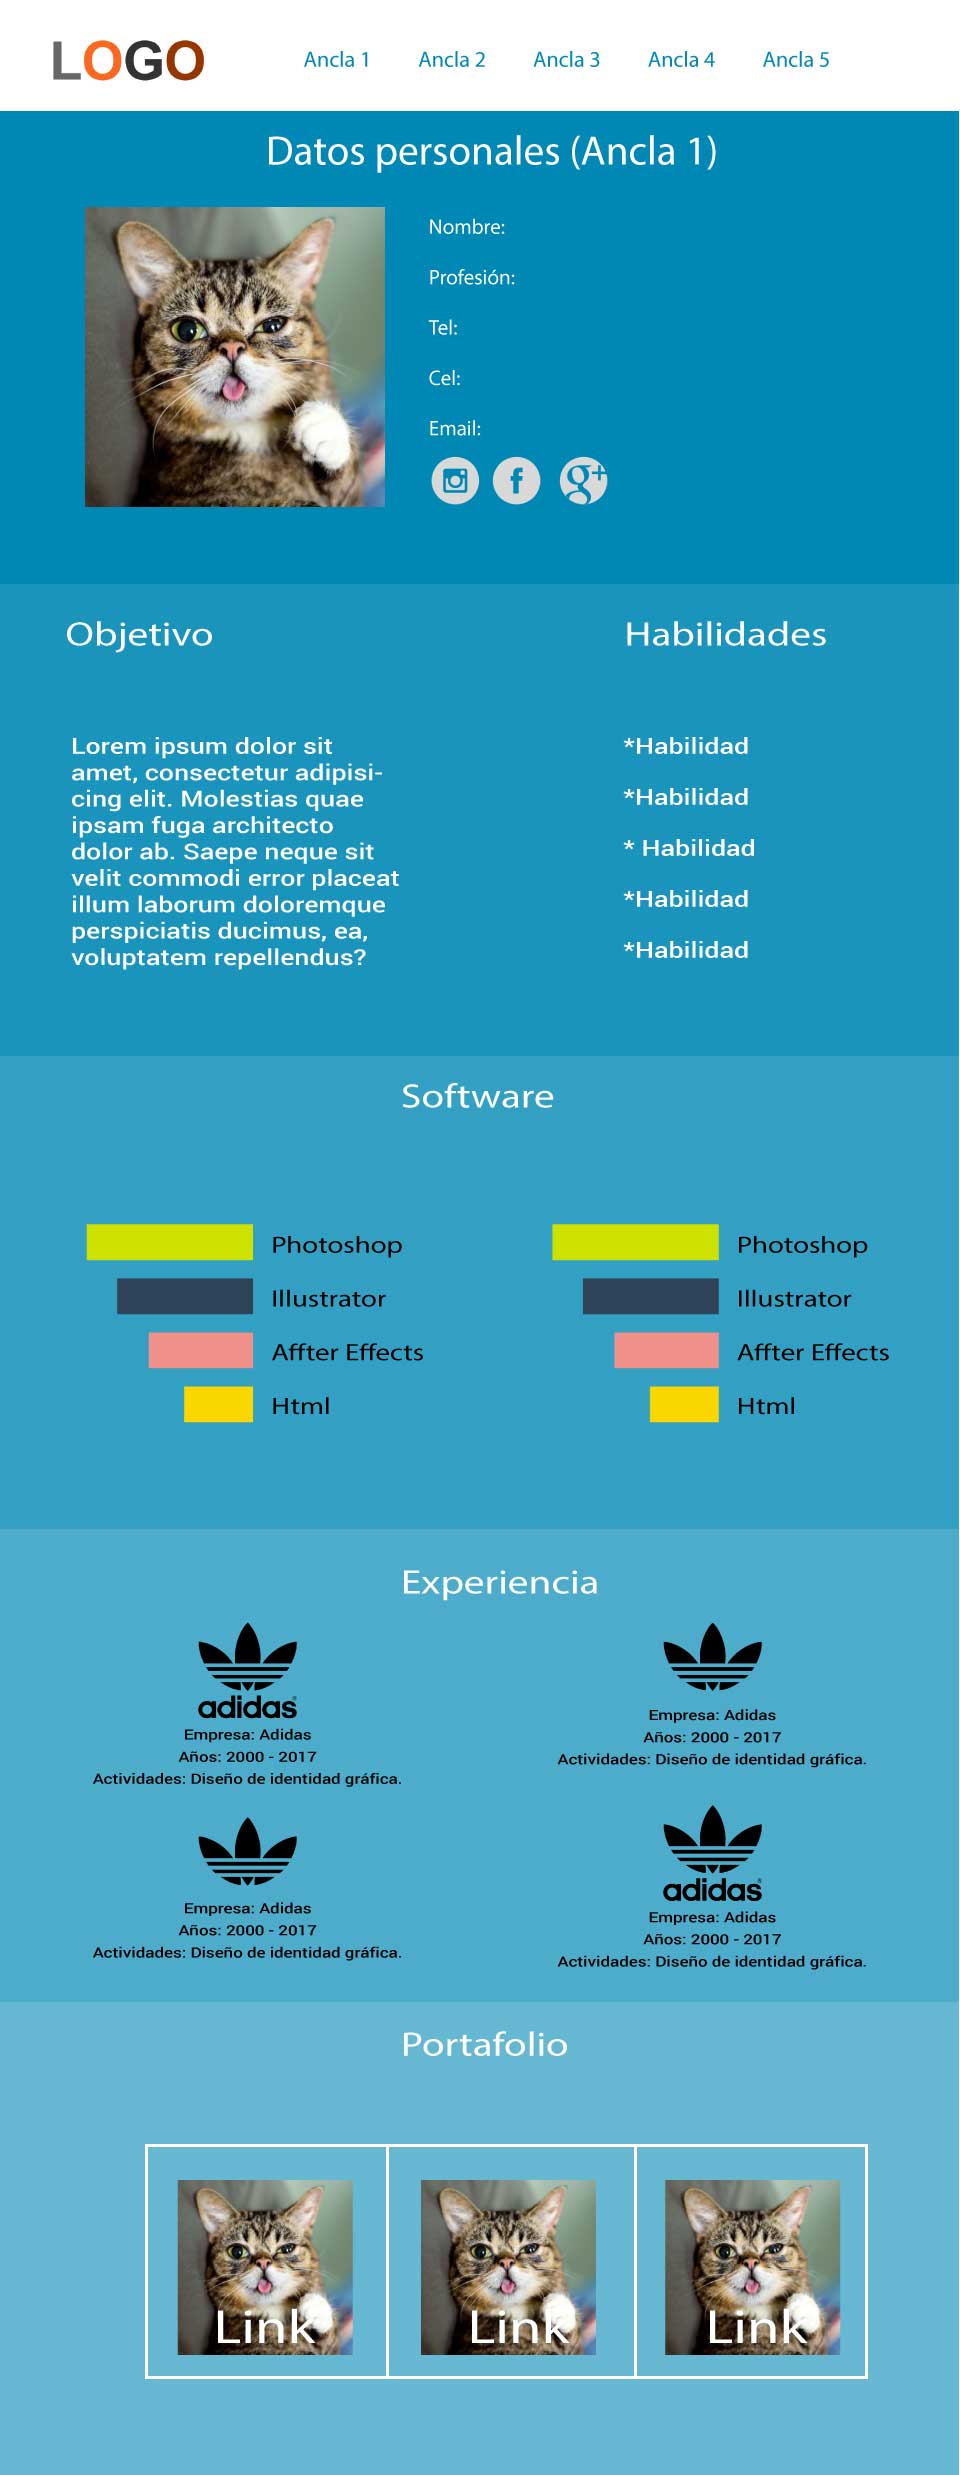 LOGO
Ancla 1 Ancla 2 Ancla 3 Ancla 4 Ancla 5
Datos personales (Ancla 1)
Nombre:
Profesión:
Tel:
Cel:
Email:
f
g+
Objetivo
Lorem ipsum dolor sit
amet, consectetur adipisi-
cing elit. Molestias quae
ipsam fuga architecto
dolor ab. Saepe neque sit
velit commodi error placeat
illum laborum doloremque
perspiciatis ducimus, ea,
voluptatem repellendus?
Habilidades
*Habilidad
*Habilidad
* Habilidad
*Habilidad
*Habilidad
Software
Photoshop
Illustrator
Affter Effects
Html
Photoshop
Illustrator
Affter Effects
Html
Experiencia
adidas
Empresa: Adidas
Años: 2000 - 2017
Actividades: Diseño de identidad gráfica.
Empresa: Adidas
Años: 2000 - 2017
Actividades: Diseño de identidad gráfica.
Empresa: Adidas
Años: 2000 - 2017
Actividades: Diseño de identidad gráfica.
adidas
Empresa: Adidas
Años: 2000 - 2017
Actividades: Diseño de identidad gráfica.
Portafolio
Link
Link
Link